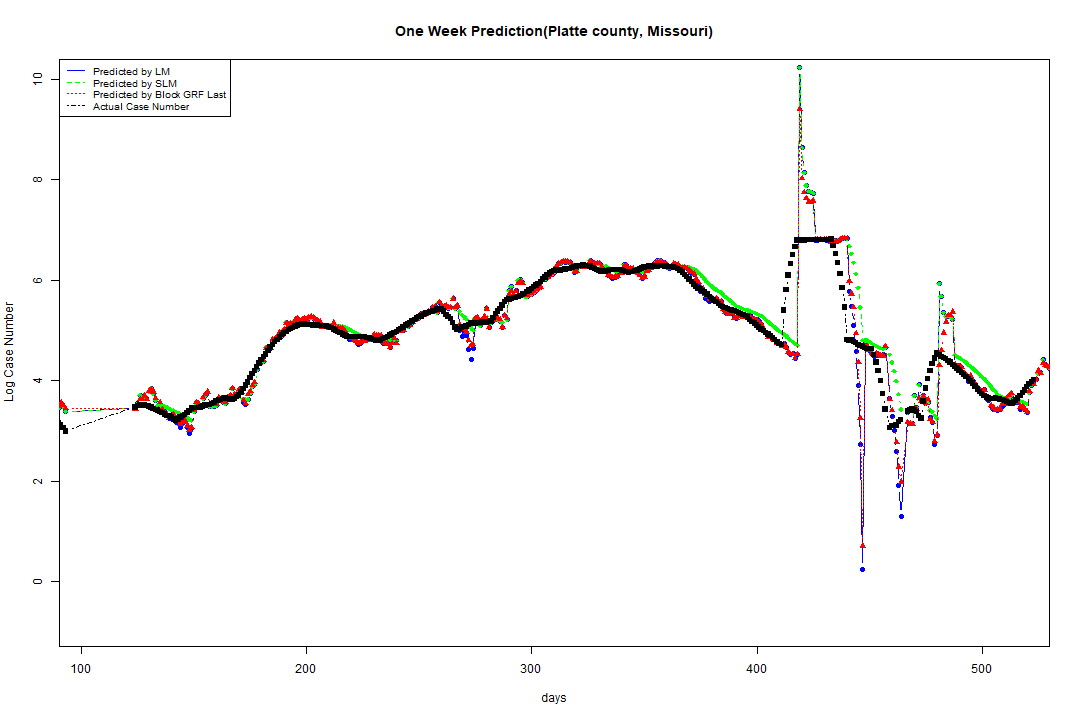 One Week Prediction(Platte county, Missouri)
Predicted by LM
Predicted by SLM
Predicted by Block GRF Last
Actual Case Number
10
8
6
4
2
0
Log Case Number
100 200 300 400 500
days